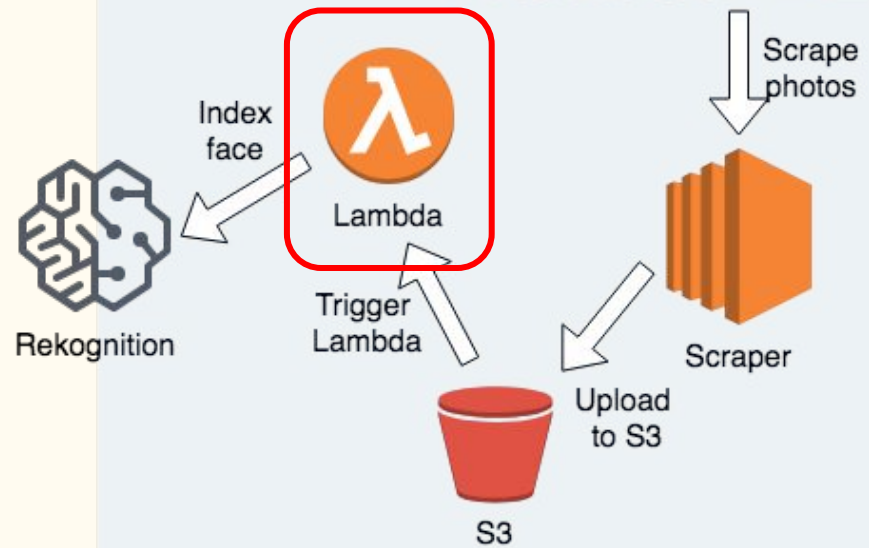 Scrape
photos
Index
face
λ
Lambda
Trigger
Lambda
Rekognition
Scraper
Upload
to S3
S3